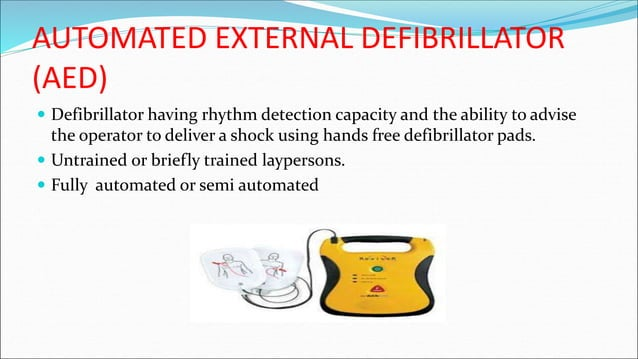 AUTOMATED EXTERNAL DEFIBRILLATOR
(AED)
Defibrillator having rhythm detection capacity and the ability to advise
the operator to deliver a shock using hands free defibrillator pads.
Untrained or briefly trained laypersons.
Fully  automated or semi automated